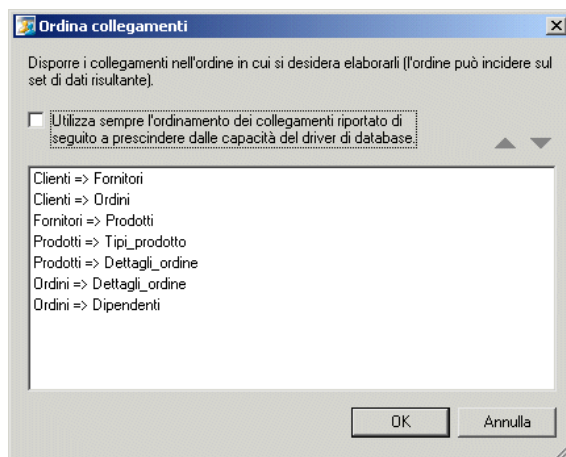 Ordina collegamenti
Disporre i collegamenti nell'ordine in cui si desidera elaborarli (l'ordine può incidere sul
set di dati risultante).
Utilizza sempre l'ordinamento dei collegamenti riportato di
seguito a prescindere dalle capacità del driver di database.
Clienti => Fornitori
Clienti => Ordini
Fornitori => Prodotti
Prodotti => Tipi_prodotto
Prodotti => Dettagli_ordine
Ordini => Dettagli_ordine
Ordini => Dipendenti
OK Annulla